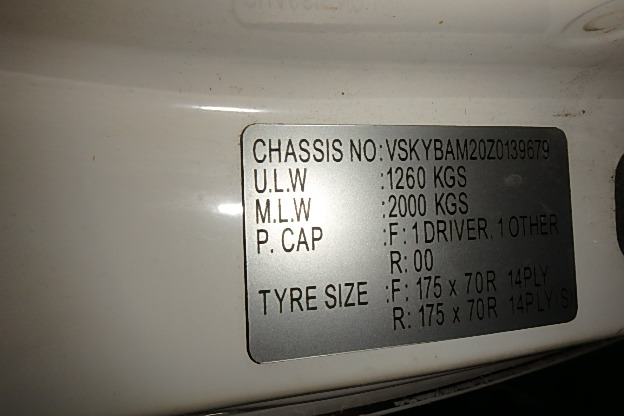 CHASSIS NO:VSKYBAM20Z0139679
U.L.W :1260 KGS
M.L.W :2000 KGS
P. CAP :F: 1 DRIVER, 1 OTHER
R: 00
TYRE SIZE :F: 175 x 70R 14PLY
R: 175 x 70R 14PLY(S)